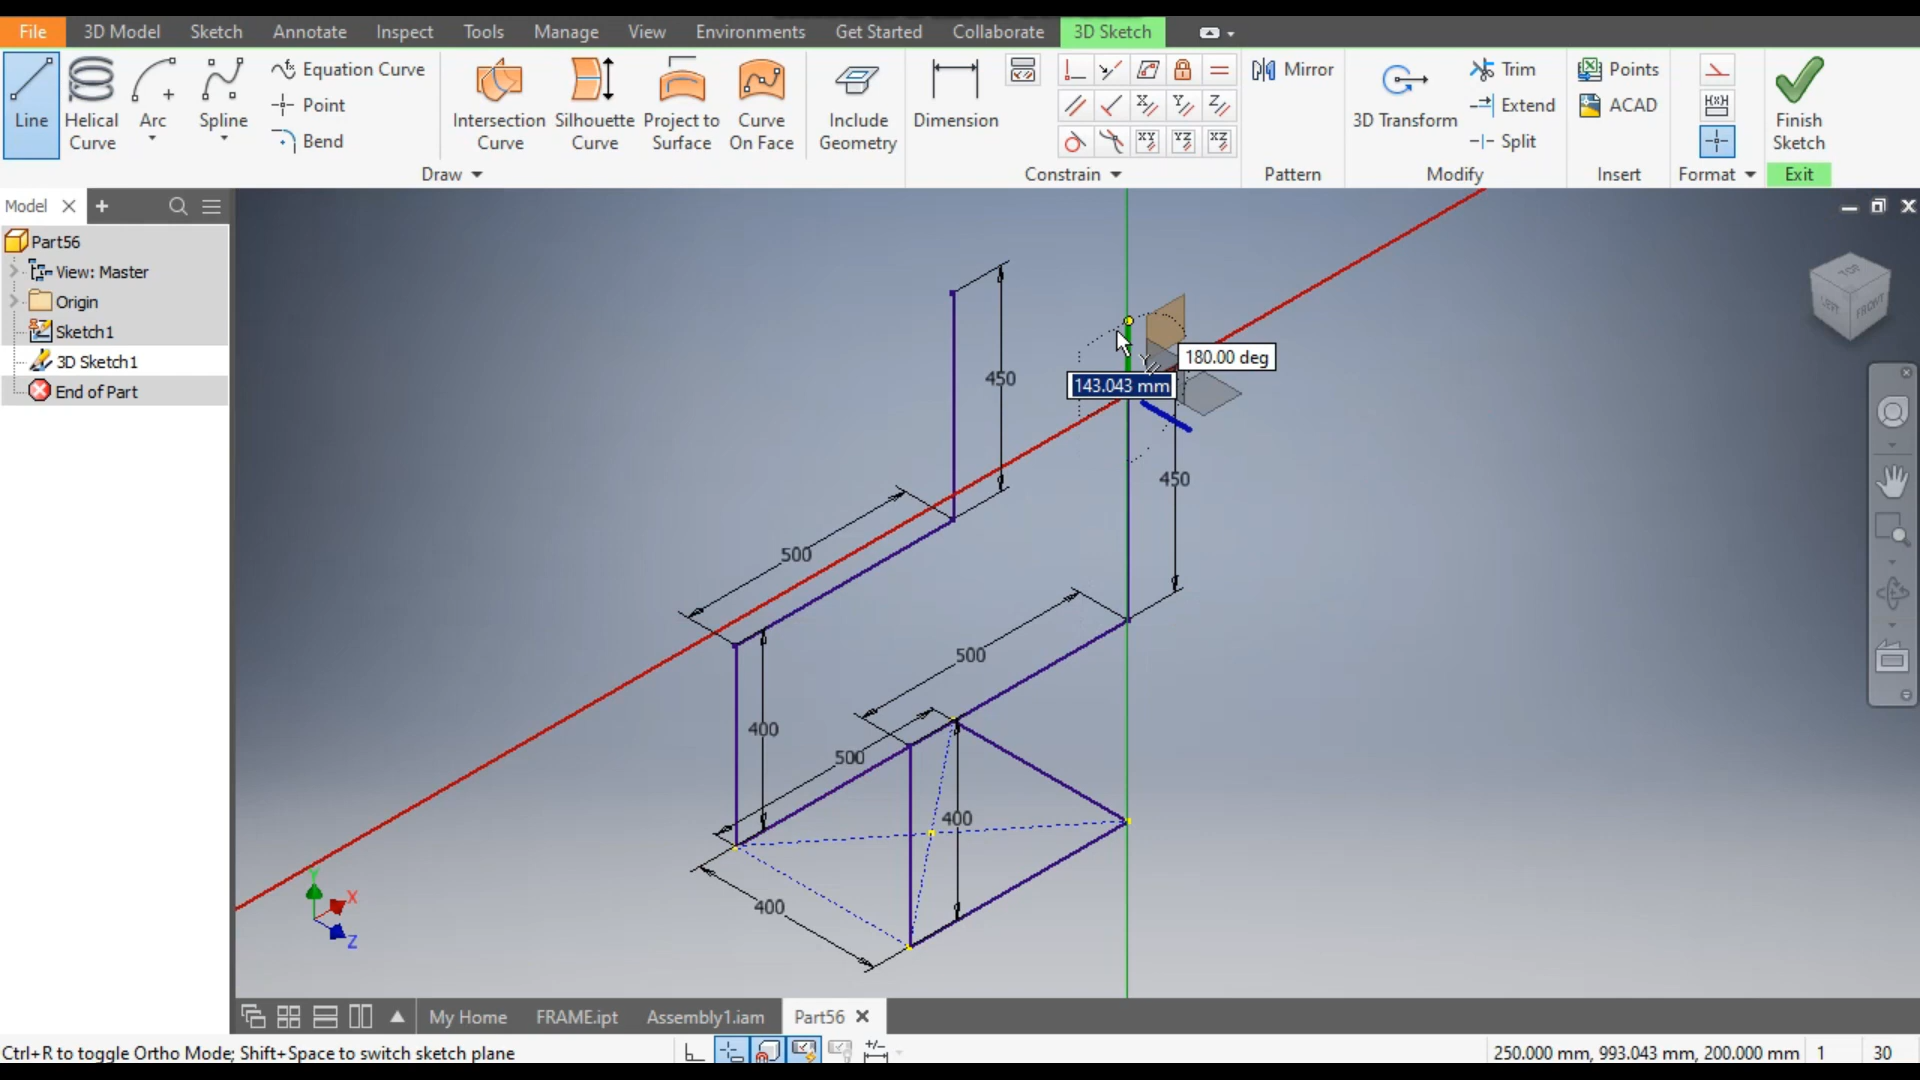 File 3D Model Sketch Annotate Inspect Tools Manage View Environments Get Started Collaborate 3D Sketch
Line
Helical Curve
Arc
Spline
Equation Curve
Point
Bend
Draw
Intersection Curve
Silhouette Curve
Project to Surface
Curve On Face
Include Geometry
Dimension
Constrain
Mirror
Pattern
3D Transform
Trim
Extend
Split
Modify
Points
ACAD
Insert
Format
Finish Sketch
Exit
Model
Part56
View: Master
Origin
Sketch1
3D Sketch1
End of Part
TOP
LEFT
FRONT
450
180.00 deg
143.043 mm
450
500
500
400
500
400
400
Y
X
Z
My Home FRAME.ipt Assembly1.iam Part56
Ctrl+R to toggle Ortho Mode; Shift+Space to switch sketch plane
250.000 mm, 993.043 mm, 200.000 mm 1 30